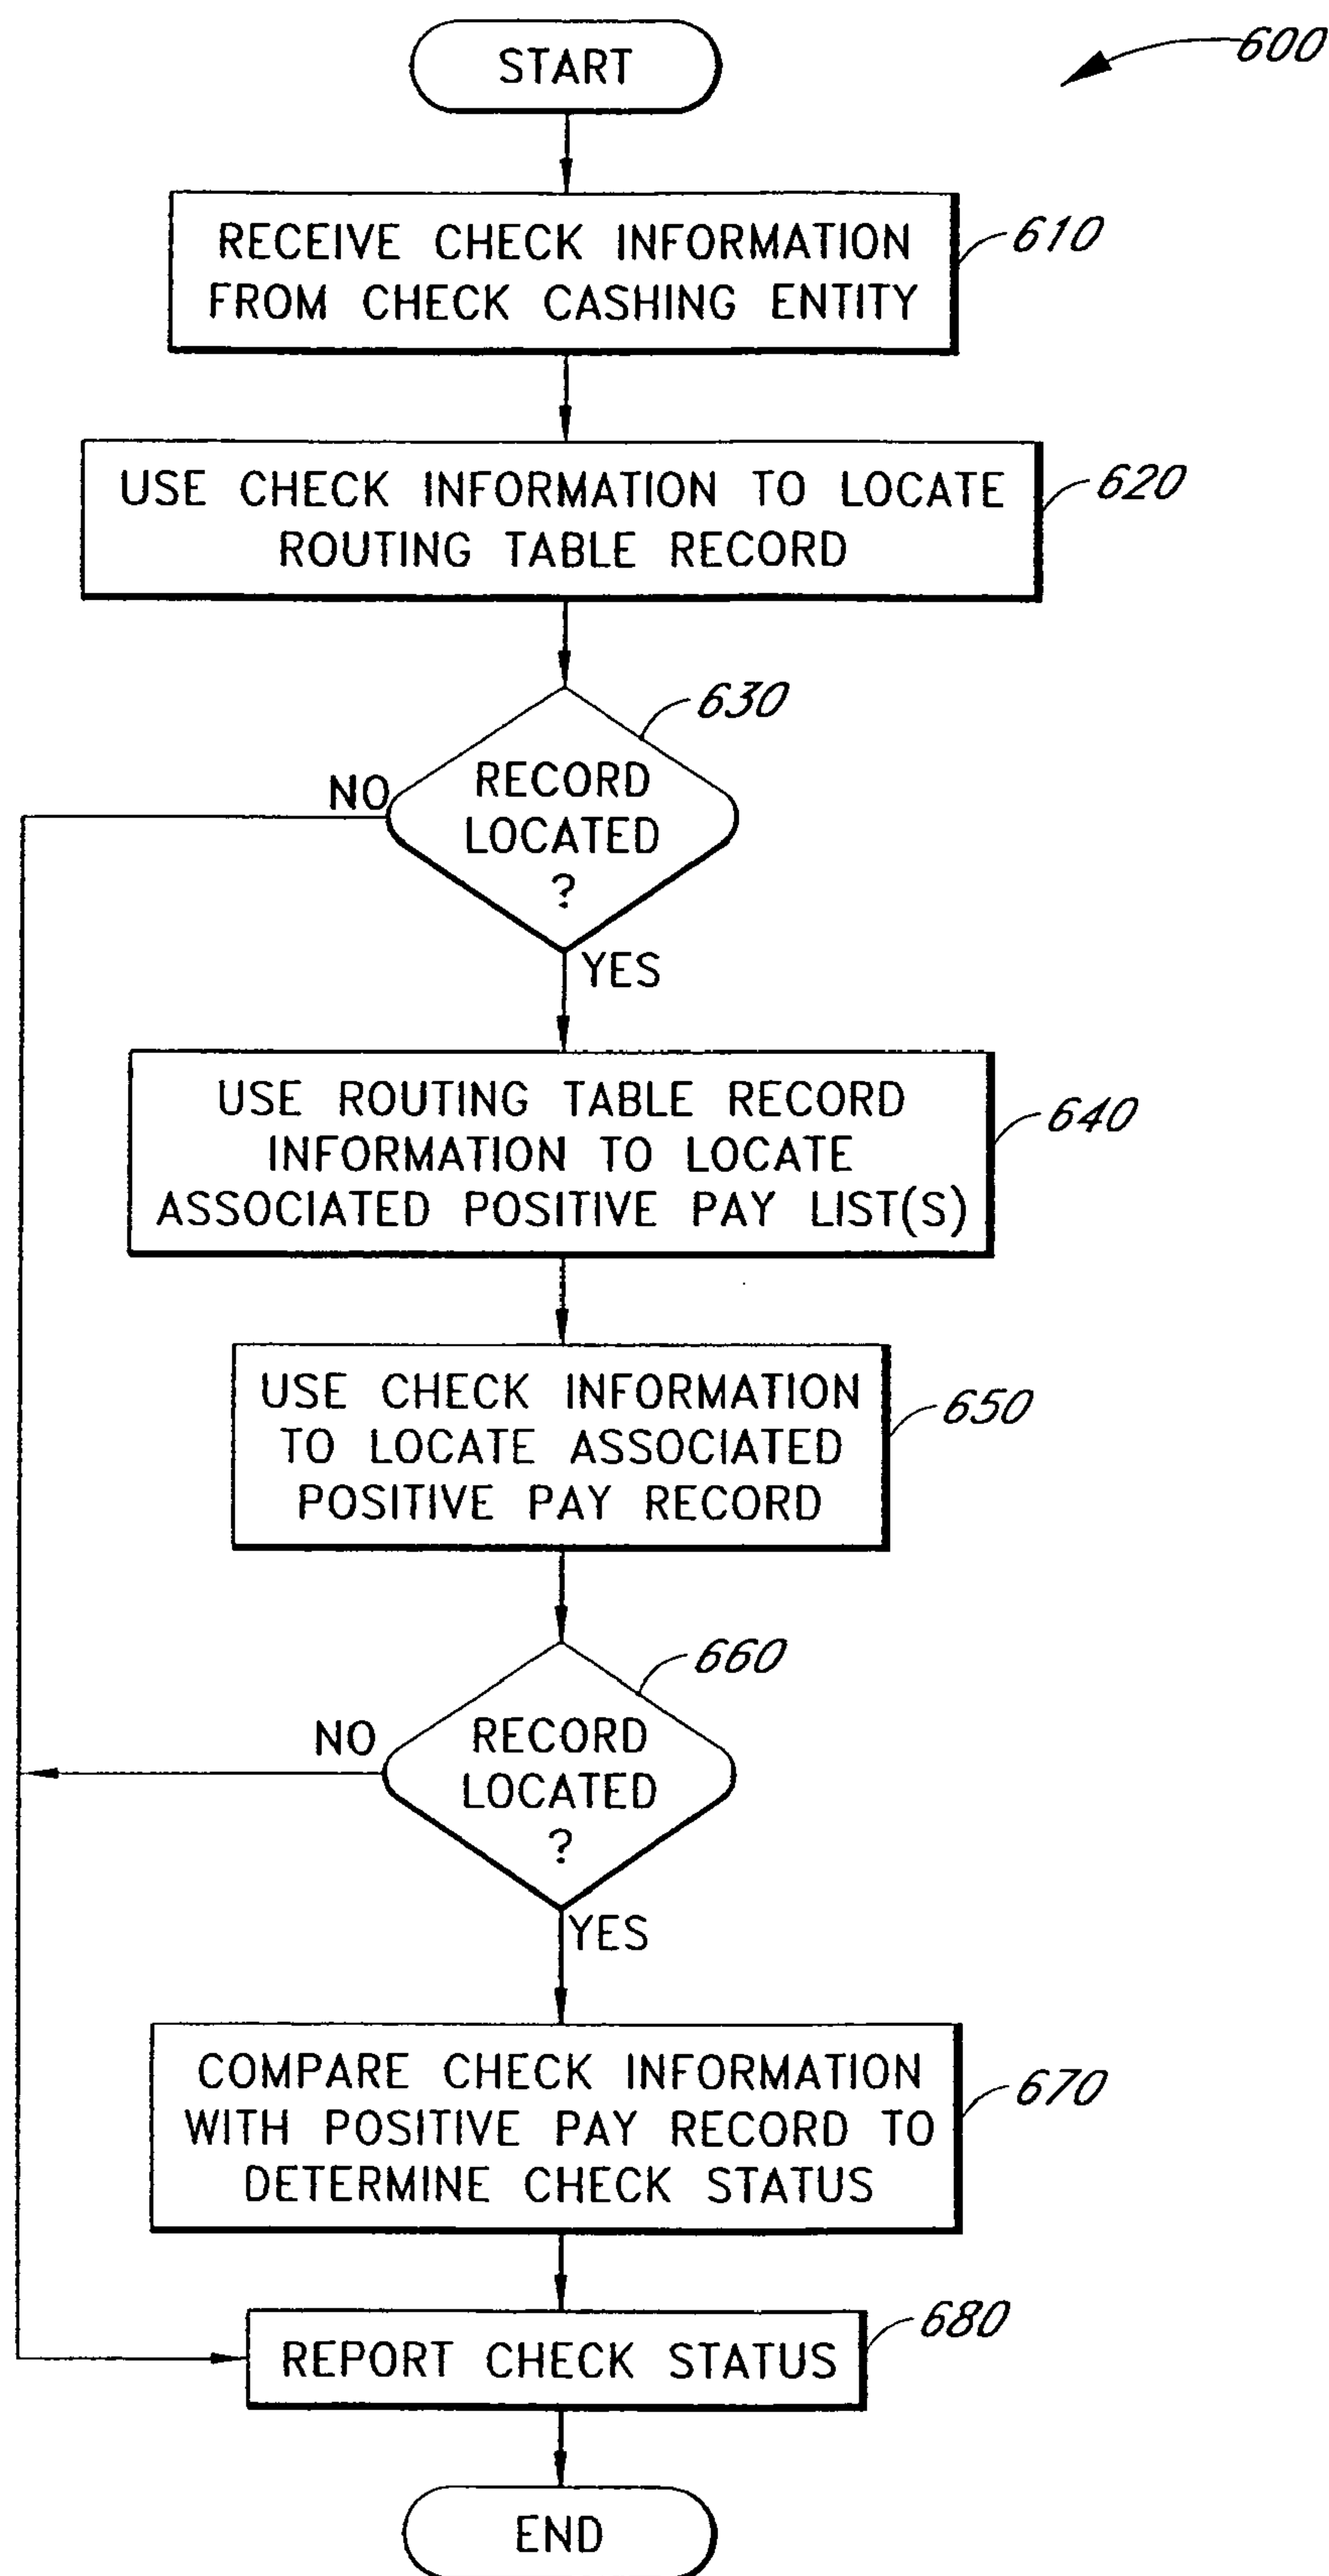 START
600
RECEIVE CHECK INFORMATION
FROM CHECK CASHING ENTITY
610
USE CHECK INFORMATION TO LOCATE
ROUTING TABLE RECORD
620
630
RECORD
LOCATED
?
NO
YES
USE ROUTING TABLE RECORD
INFORMATION TO LOCATE
ASSOCIATED POSITIVE PAY LIST(S)
640
USE CHECK INFORMATION
TO LOCATE ASSOCIATED
POSITIVE PAY RECORD
650
660
RECORD
LOCATED
?
NO
YES
COMPARE CHECK INFORMATION
WITH POSITIVE PAY RECORD TO
DETERMINE CHECK STATUS
670
REPORT CHECK STATUS
680
END